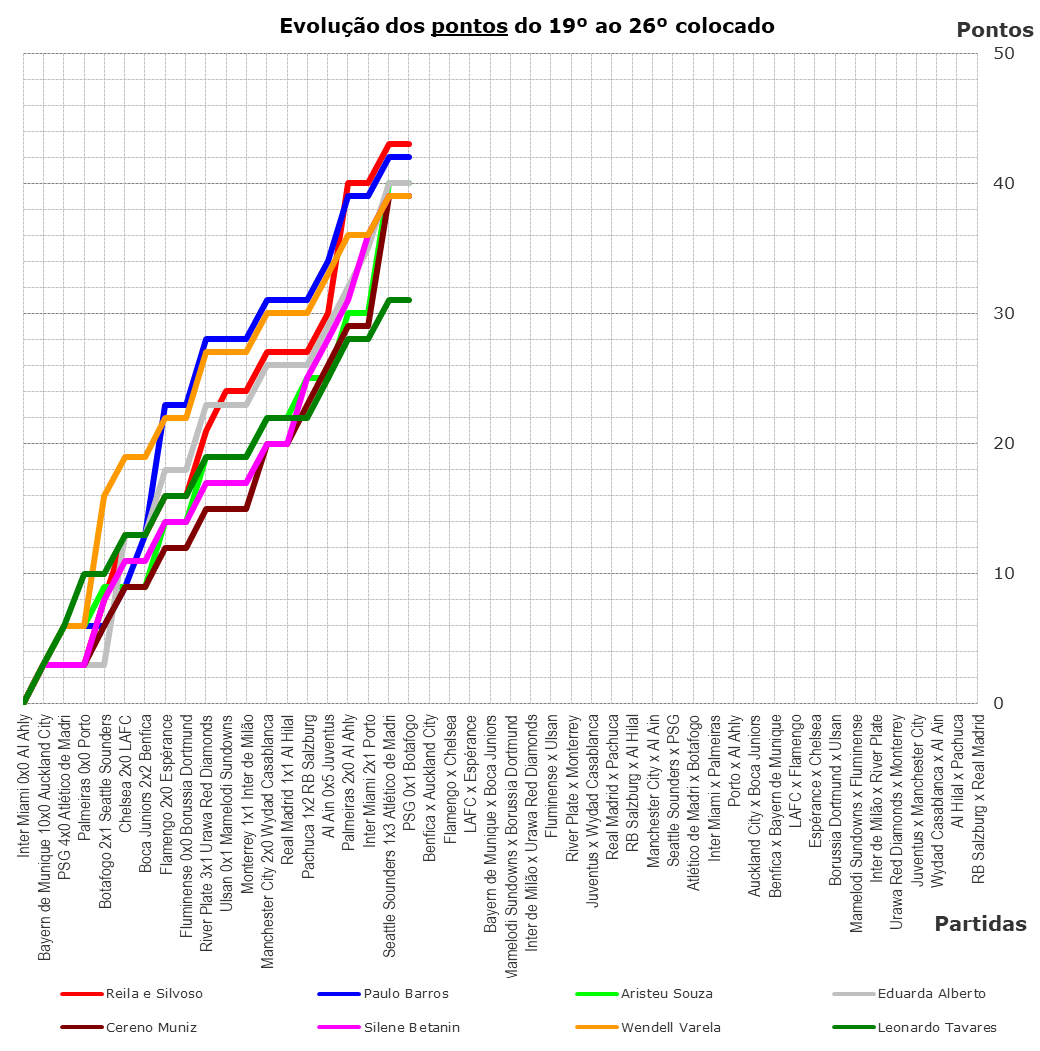 Evolução dos pontos do 19º ao 26º colocado
Pontos
50
40
30
20
10
0
Inter Miami 0x0 Al Ahly
Bayern de Munique 10x0 Auckland City
PSG 4x0 Atlético de Madri
Palmeiras 0x0 Porto
Botafogo 2x1 Seattle Sounders
Chelsea 2x0 LAFC
Boca Juniors 2x2 Benfica
Flamengo 2x0 Espérance
Fluminense 0x0 Borussia Dortmund
River Plate 3x1 Urawa Red Diamonds
Ulsan 0x1 Mamelodi Sundowns
Monterrey 1x1 Inter de Milão
Manchester City 2x0 Wydad Casablanca
Real Madrid 1x1 Al Hilal
Pachuca 1x2 RB Salzburg
Al Ain 0x5 Juventus
Palmeiras 2x0 Al Ahly
Inter Miami 2x1 Porto
Seattle Sounders 1x3 Atlético de Madri
PSG 0x1 Botafogo
Benfica x Auckland City
Flamengo x Chelsea
LAFC x Espérance
Bayern de Munique x Boca Juniors
Mamelodi Sundowns x Borussia Dortmund
Inter de Milão x Urawa Red Diamonds
Fluminense x Ulsan
River Plate x Monterrey
Juventus x Wydad Casablanca
Real Madrid x Pachuca
RB Salzburg x Al Hilal
Manchester City x Al Ain
Seattle Sounders x PSG
Atlético de Madri x Botafogo
Inter Miami x Palmeiras
Porto x Al Ahly
Auckland City x Boca Juniors
Benfica x Bayern de Munique
LAFC x Flamengo
Espérance x Chelsea
Borussia Dortmund x Ulsan
Mamelodi Sundowns x Fluminense
Inter de Milão x River Plate
Urawa Red Diamonds x Monterrey
Juventus x Manchester City
Wydad Casablanca x Al Ain
Al Hilal x Pachuca
RB Salzburg x Real Madrid
Partidas
Reila e Silvoso
Paulo Barros
Aristeu Souza
Eduarda Alberto
Cereno Muniz
Silene Betanin
Wendell Varela
Leonardo Tavares